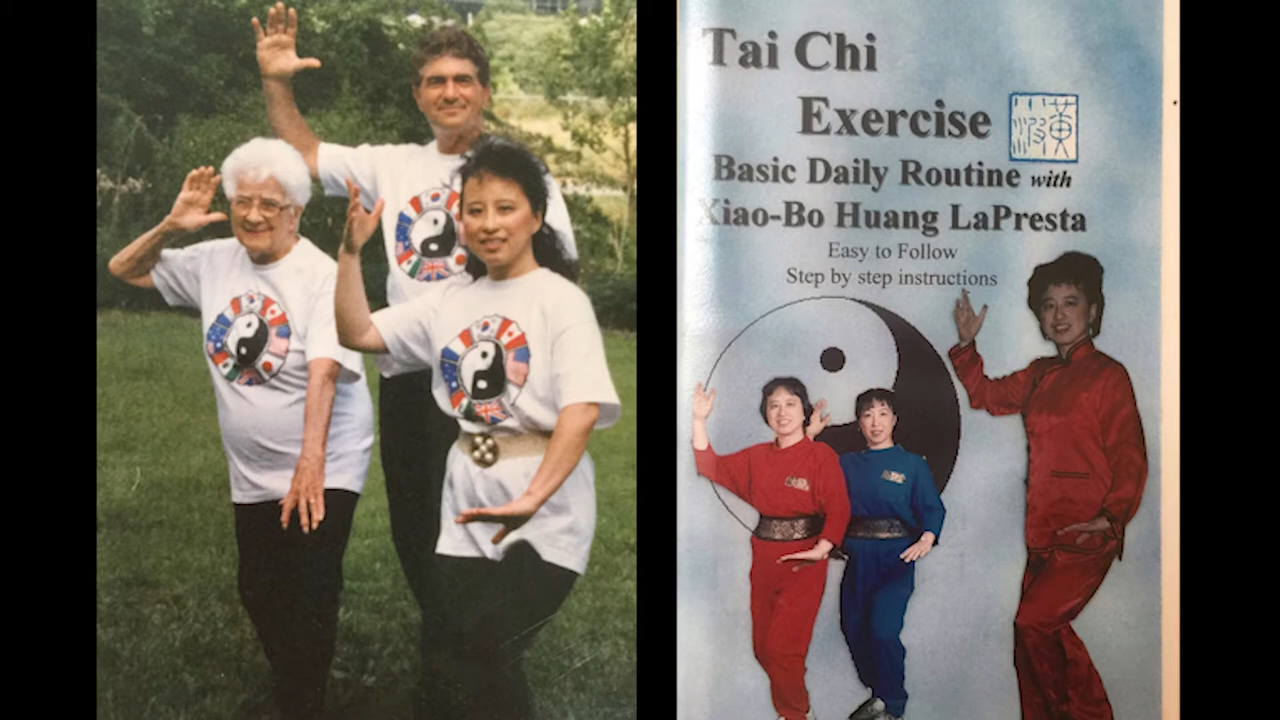 Tai Chi
Exercise
Basic Daily Routine with
Xiao-Bo Huang LaPresta
Easy to Follow
Step by step instructions